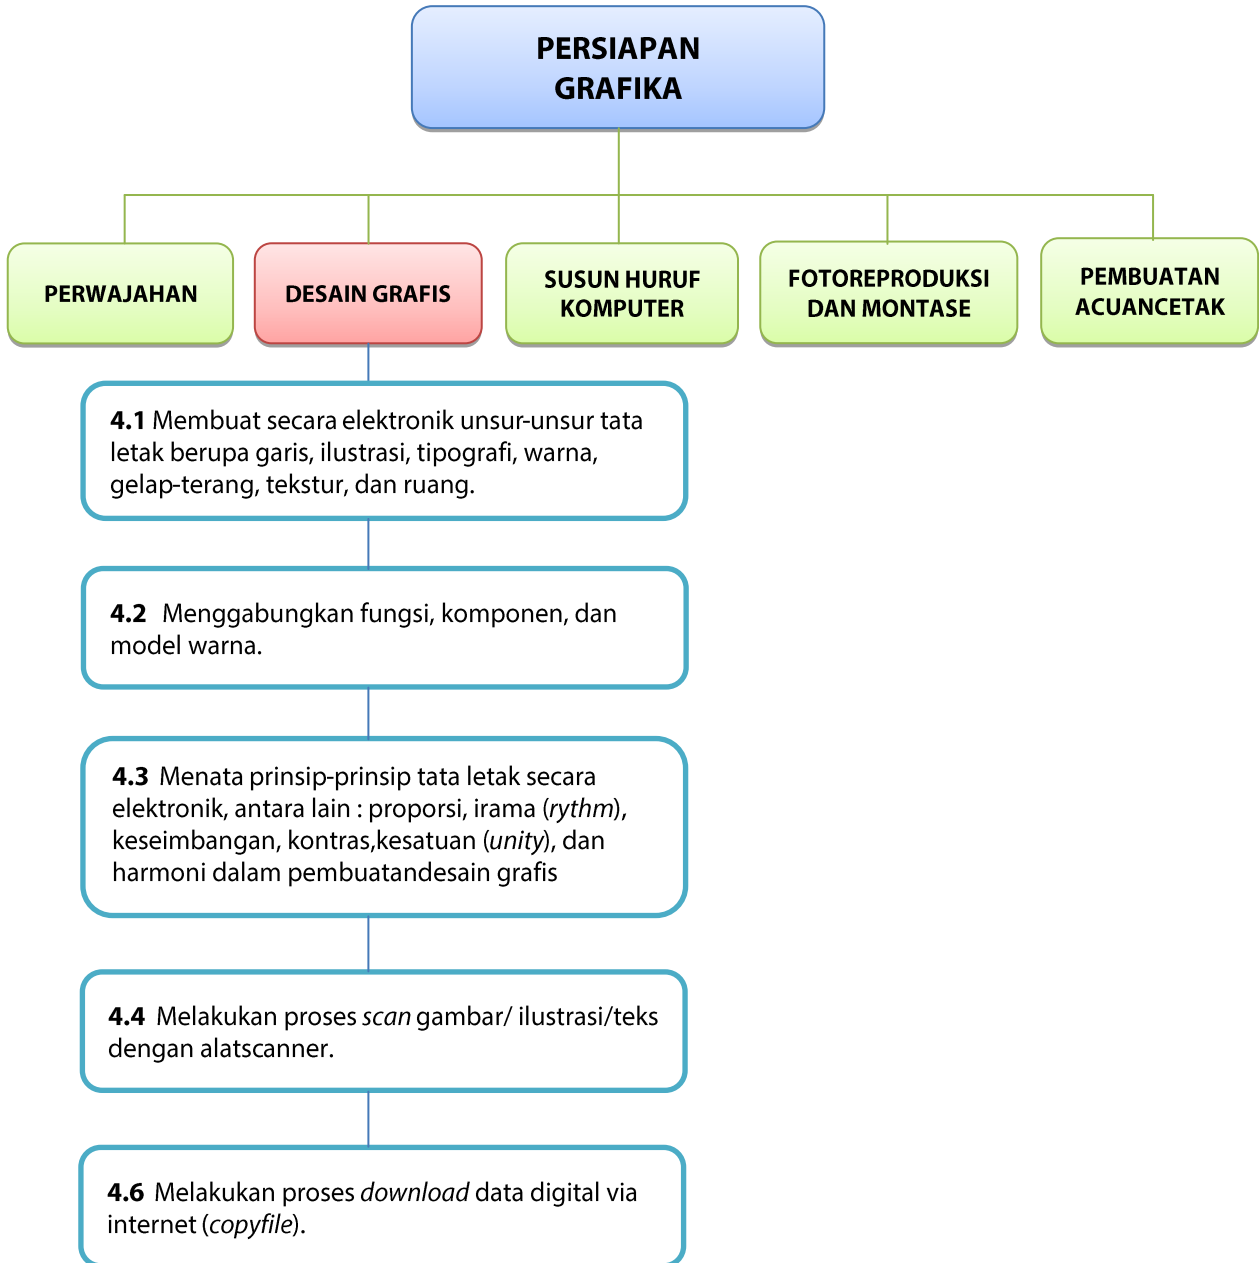 PERSIAPAN
GRAFIKA
PERWAJAHAN
DESAIN GRAFIS
SUSUN HURUF
KOMPUTER
FOTOREPRODUKSI
DAN MONTASE
PEMBUATAN
ACUANCETAK
4.1 Membuat secara elektronik unsur-unsur tata
letak berupa garis, ilustrasi, tipografi, warna,
gelap-terang, tekstur, dan ruang.
4.2 Menggabungkan fungsi, komponen, dan
model warna.
4.3 Menata prinsip-prinsip tata letak secara
elektronik, antara lain : proporsi, irama (rythm),
keseimbangan, kontras,kesatuan (unity), dan
harmoni dalam pembuatandesain grafis
4.4 Melakukan proses scan gambar/ ilustrasi/teks
dengan alatscanner.
4.6 Melakukan proses download data digital via
internet (copyfile).